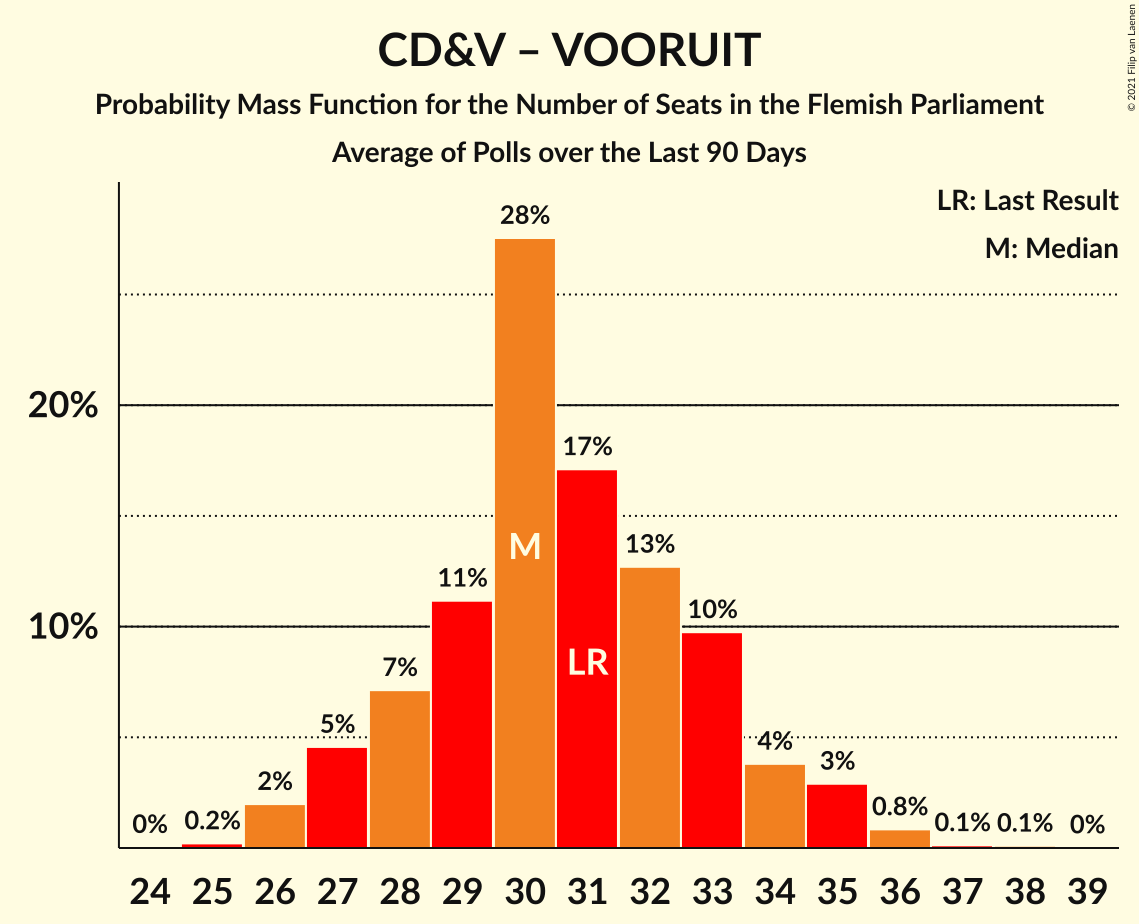 CD&V – VOORUIT
Probability Mass Function for the Number of Seats in the Flemish Parliament
Average of Polls over the Last 90 Days
© 2021 Filip van Laenen
LR: Last Result
M: Median
20%
10%
0%
0.2%
2%
5%
7%
11%
28%
17%
13%
10%
4%
3%
0.8%
0.1%
0.1%
0%
M
LR
24 25 26 27 28 29 30 31 32 33 34 35 36 37 38 39